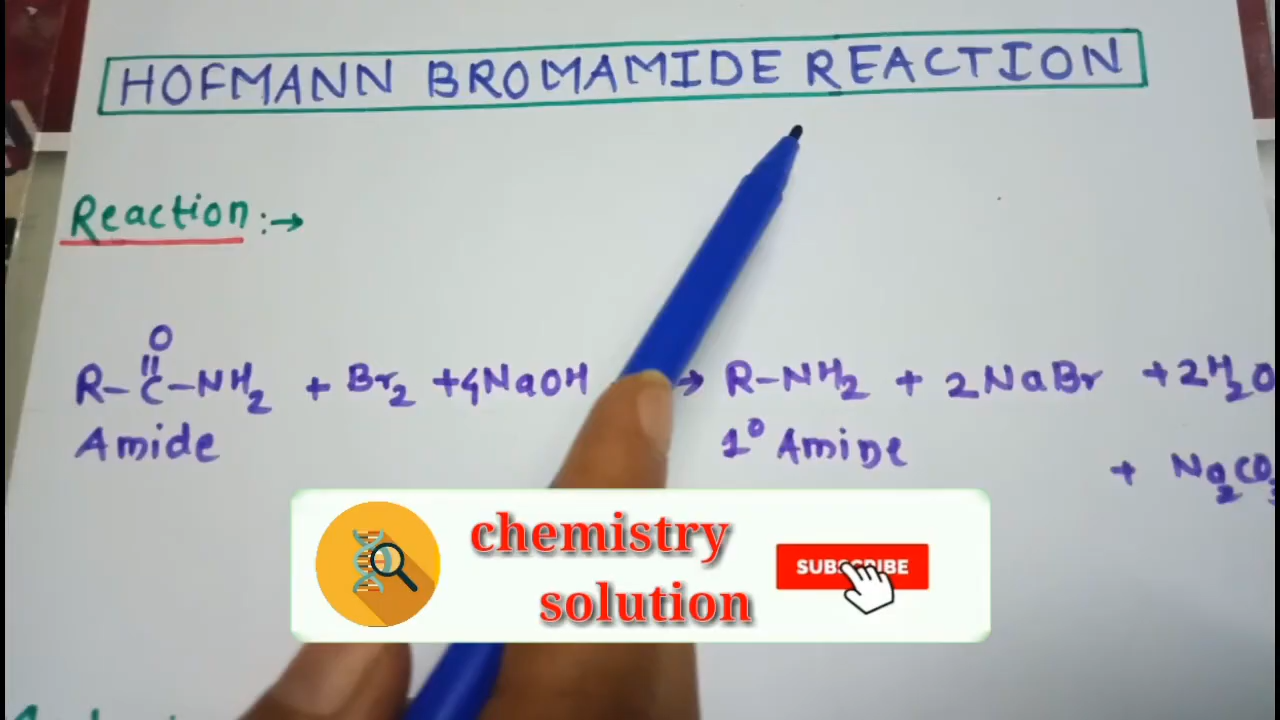 HOFMANN BROMAMIDE REACTION
Reaction :→
O
R-C-NH2 + Br2 +4NaOH → R-NH2 + 2NaBr +2H2O
Amide 1° Amine + Na2CO3
chemistry
solution
SUBSCRIBE